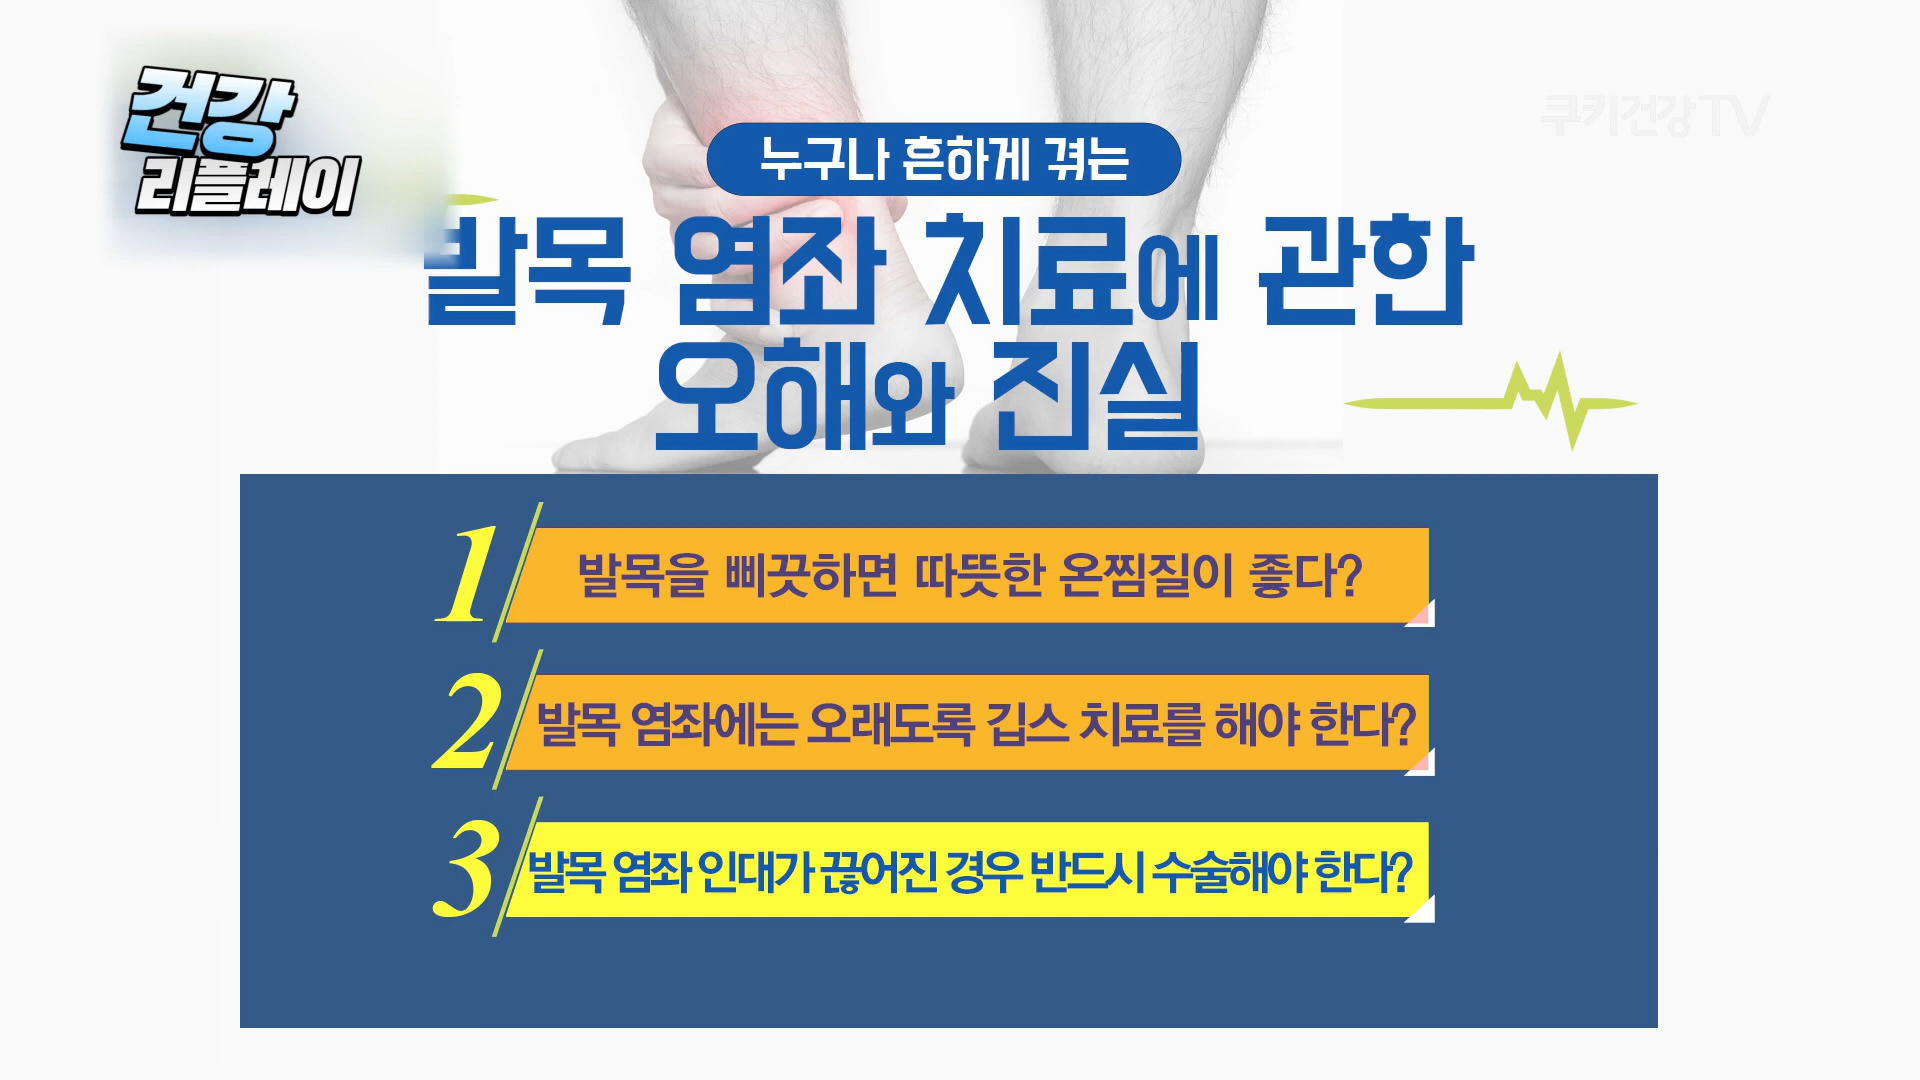 건강
리플레이
쿠키건강TV
누구나 흔하게 겪는
발목 염좌 치료에 관한
오해와 진실
1 발목을 삐끗하면 따뜻한 온찜질이 좋다?
2 발목 염좌에는 오래도록 깁스 치료를 해야 한다?
3 발목 염좌 인대가 끊어진 경우 반드시 수술해야 한다?